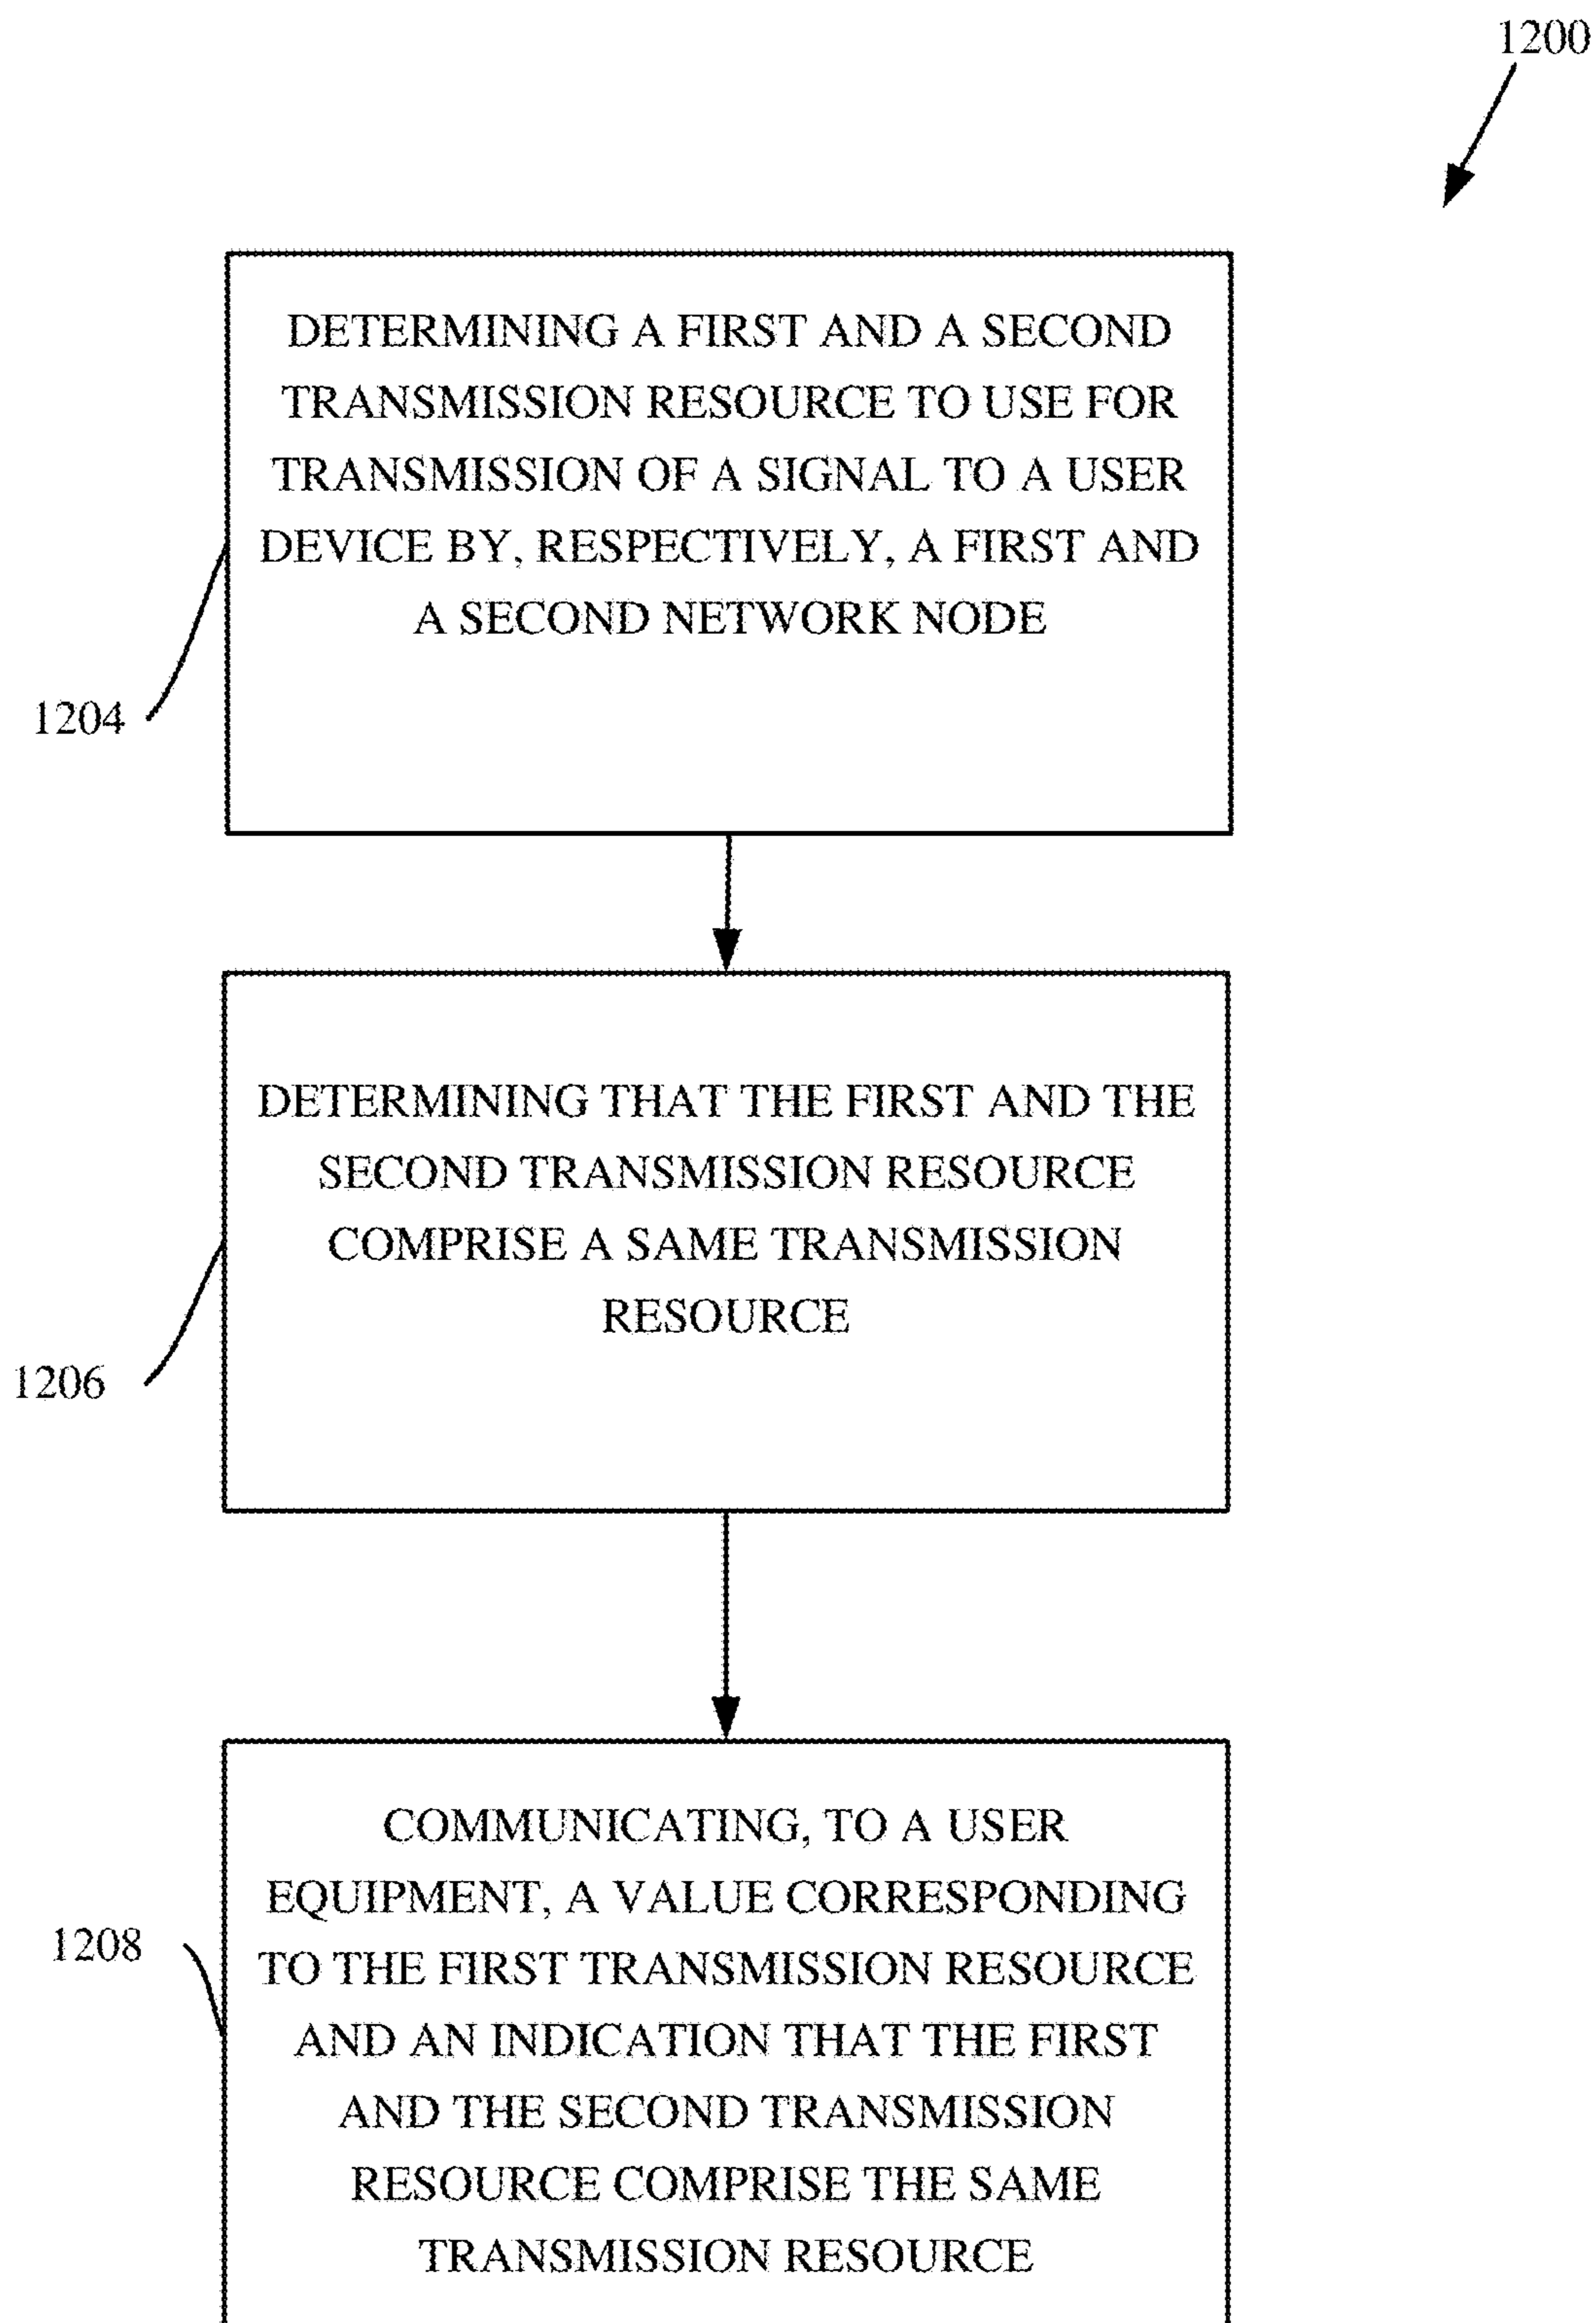 1200
DETERMINING A FIRST AND A SECOND
TRANSMISSION RESOURCE TO USE FOR
TRANSMISSION OF A SIGNAL TO A USER
DEVICE BY, RESPECTIVELY, A FIRST AND
A SECOND NETWORK NODE
1204
DETERMINING THAT THE FIRST AND THE
SECOND TRANSMISSION RESOURCE
COMPRISE A SAME TRANSMISSION
RESOURCE
1206
COMMUNICATING, TO A USER
EQUIPMENT, A VALUE CORRESPONDING
TO THE FIRST TRANSMISSION RESOURCE
AND AN INDICATION THAT THE FIRST
AND THE SECOND TRANSMISSION
RESOURCE COMPRISE THE SAME
TRANSMISSION RESOURCE
1208